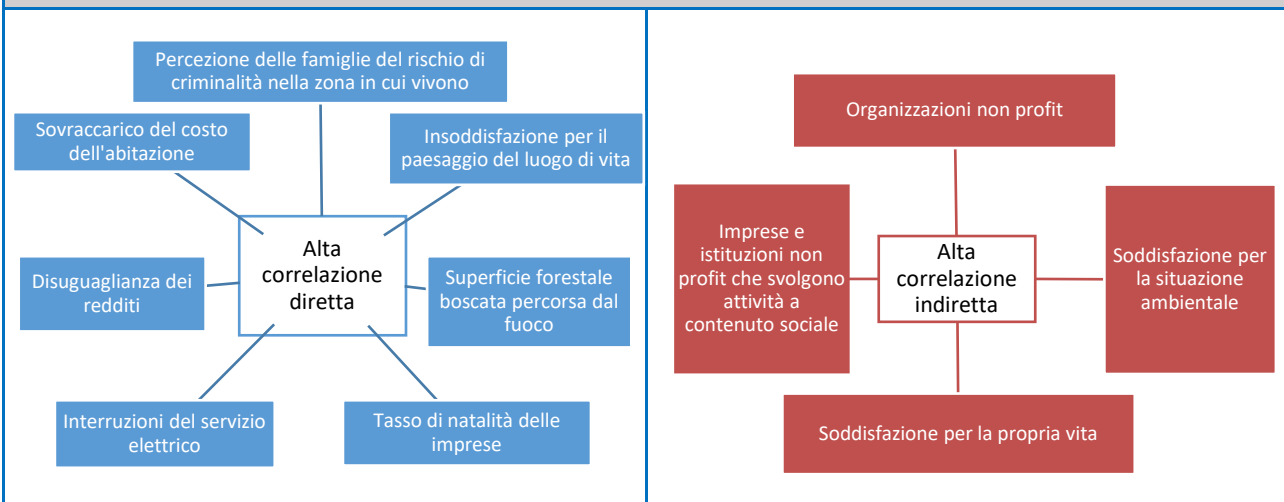 Percezione delle famiglie del rischio di
criminalità nella zona in cui vivono
Sovraccarico del costo
dell'abitazione
Insoddisfazione per il
paesaggio del luogo di vita
Alta
correlazione
diretta
Disuguaglianza dei
redditi
Superficie forestale
boscata percorsa dal
fuoco
Interruzioni del servizio
elettrico
Tasso di natalità delle
imprese
Organizzazioni non profit
Imprese e
istituzioni non
profit che svolgono
attività a
contenuto sociale
Alta
correlazione
indiretta
Soddisfazione per
la situazione
ambientale
Soddisfazione per la propria vita